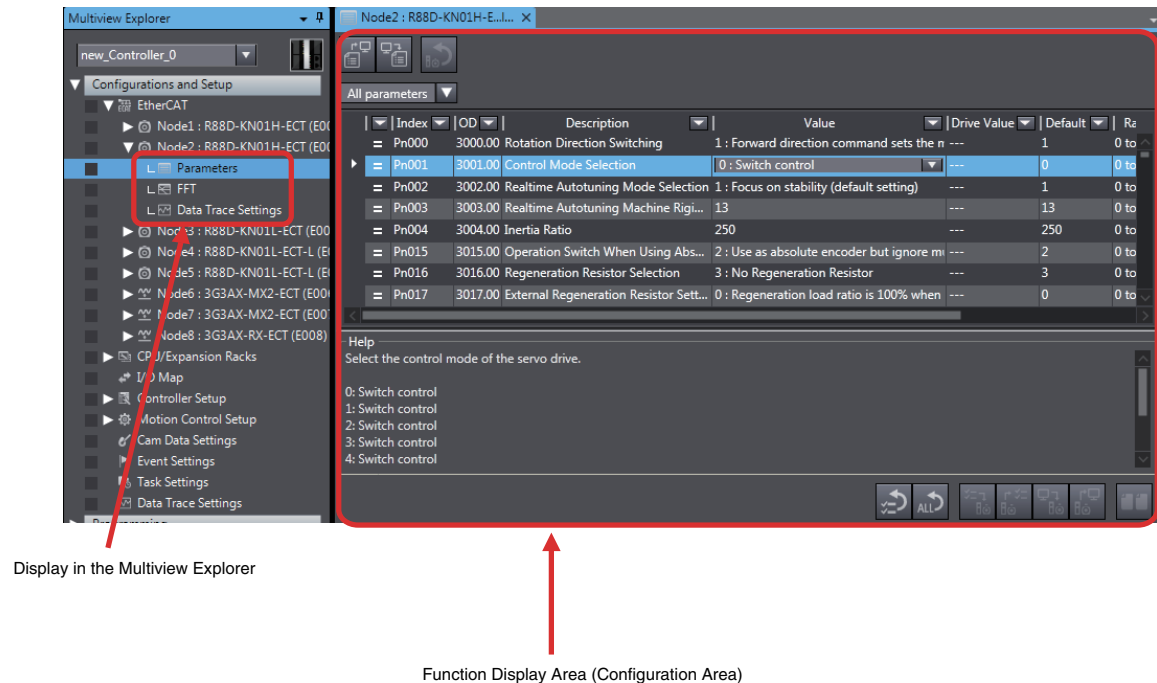 Multiview Explorer
new_Controller_0
Configurations and Setup
EtherCAT
Node1 : R88D-KN01H-ECT (E00
Node2 : R88D-KN01H-ECT (E00
Parameters
FFT
Data Trace Settings
Node3 : R88D-KN01L-ECT (E00
Node4 : R88D-KN01L-ECT-L (E
Node5 : R88D-KN01L-ECT-L (E
Node6 : 3G3AX-MX2-ECT (E00
Node7 : 3G3AX-MX2-ECT (E00
Node8 : 3G3AX-RX-ECT (E008)
CPU/Expansion Racks
I/O Map
Controller Setup
Motion Control Setup
Cam Data Settings
Event Settings
Task Settings
Data Trace Settings
Programming
Node2 : R88D-KN01H-E...l...
All parameters
Index OD Description Value Drive Value Default Ra
= Pn000 3000.00 Rotation Direction Switching 1 : Forward direction command sets the m --- 1 0 to
= Pn001 3001.00 Control Mode Selection 0 : Switch control --- 0 0 to
= Pn002 3002.00 Realtime Autotuning Mode Selection 1 : Focus on stability (default setting) --- 1 0 to
= Pn003 3003.00 Realtime Autotuning Machine Rigi... 13 --- 13 0 to
= Pn004 3004.00 Inertia Ratio 250 --- 250 0 to
= Pn015 3015.00 Operation Switch When Using Abs... 2 : Use as absolute encoder but ignore mu --- 2 0 to
= Pn016 3016.00 Regeneration Resistor Selection 3 : No Regeneration Resistor --- 3 0 to
= Pn017 3017.00 External Regeneration Resistor Sett... 0 : Regeneration load ratio is 100% when --- 0 0 to
Help
Select the control mode of the servo drive.
0: Switch control
1: Switch control
2: Switch control
3: Switch control
4: Switch control
ALL
Display in the Multiview Explorer
Function Display Area (Configuration Area)